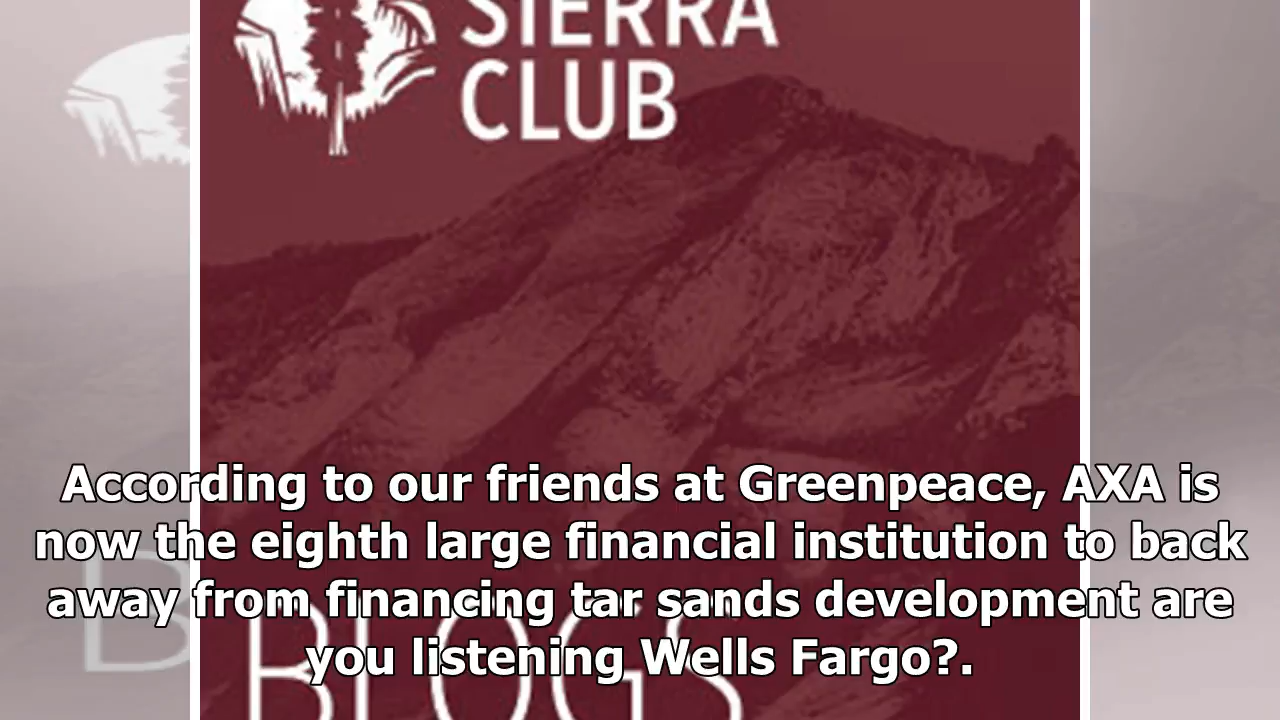 SIERRA
CLUB
According to our friends at Greenpeace, AXA is
now the eighth large financial institution to back
away from financing tar sands development are
you listening Wells Fargo?.
BLOGS